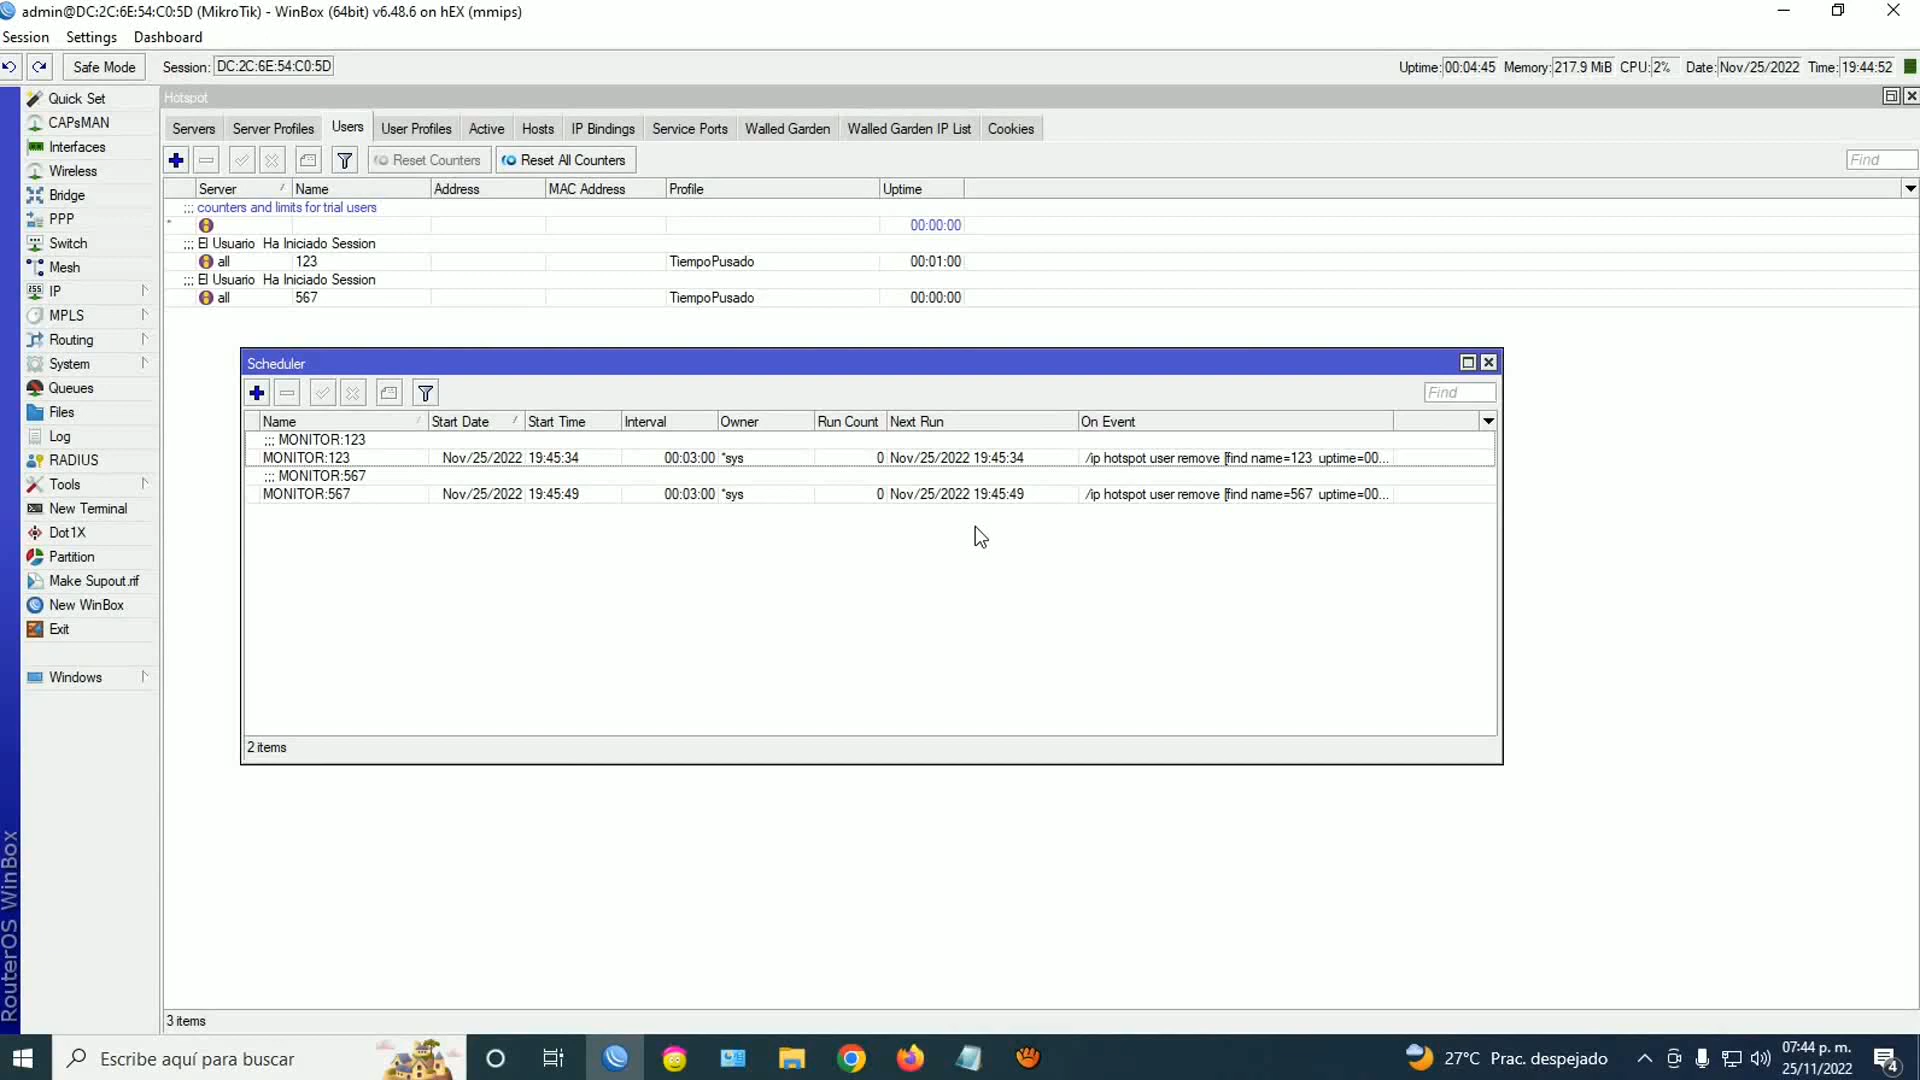 admin@DC:2C:6E:54:C0:5D (MikroTik) - WinBox (64bit) v6.48.6 on hEX (mmips)
Session Settings Dashboard
Safe Mode Session: DC:2C:6E:54:C0:5D Uptime: 00:04:45 Memory: 217.9 MiB CPU: 2% Date: Nov/25/2022 Time: 19:44:52
Quick Set
CAPsMAN
Interfaces
Wireless
Bridge
PPP
Switch
Mesh
IP
MPLS
Routing
System
Queues
Files
Log
RADIUS
Tools
New Terminal
Dot1X
Partition
Make Supout.rif
New WinBox
Exit
Windows
RouterOS WinBox
Hotspot
Servers Server Profiles Users User Profiles Active Hosts IP Bindings Service Ports Walled Garden Walled Garden IP List Cookies
Reset Counters Reset All Counters Find
Server Name Address MAC Address Profile Uptime
;;; counters and limits for trial users
* 00:00:00
;;; El Usuario Ha Iniciado Session
all 123 TiempoPusado 00:01:00
;;; El Usuario Ha Iniciado Session
all 567 TiempoPusado 00:00:00
Scheduler
Find
Name Start Date Start Time Interval Owner Run Count Next Run On Event
;;; MONITOR:123
MONITOR:123 Nov/25/2022 19:45:34 00:03:00 *sys 0 Nov/25/2022 19:45:34 /ip hotspot user remove [find name=123 uptime=00...
;;; MONITOR:567
MONITOR:567 Nov/25/2022 19:45:49 00:03:00 *sys 0 Nov/25/2022 19:45:49 /ip hotspot user remove [find name=567 uptime=00...
2 items
3 items
Escribe aquí para buscar
27°C Prac. despejado
07:44 p. m.
25/11/2022
4